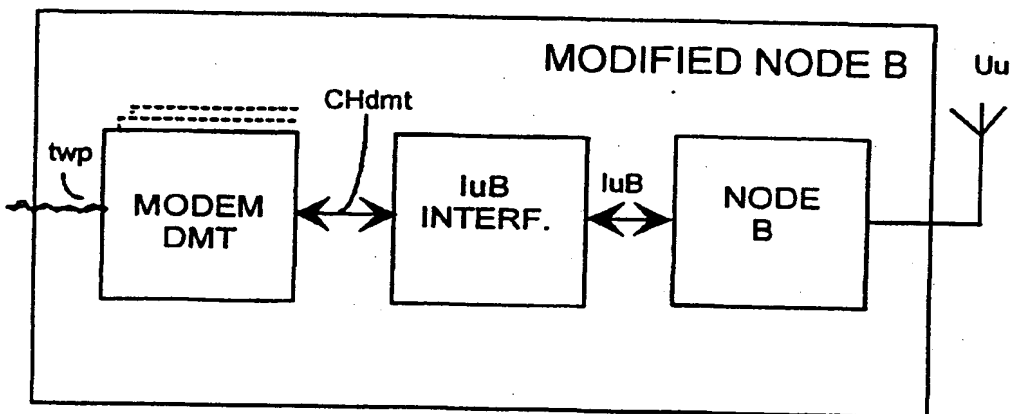 MODIFIED NODE B
Uu
CHdmt
twp
MODEM
DMT
IuB
INTERF.
IuB
NODE
B